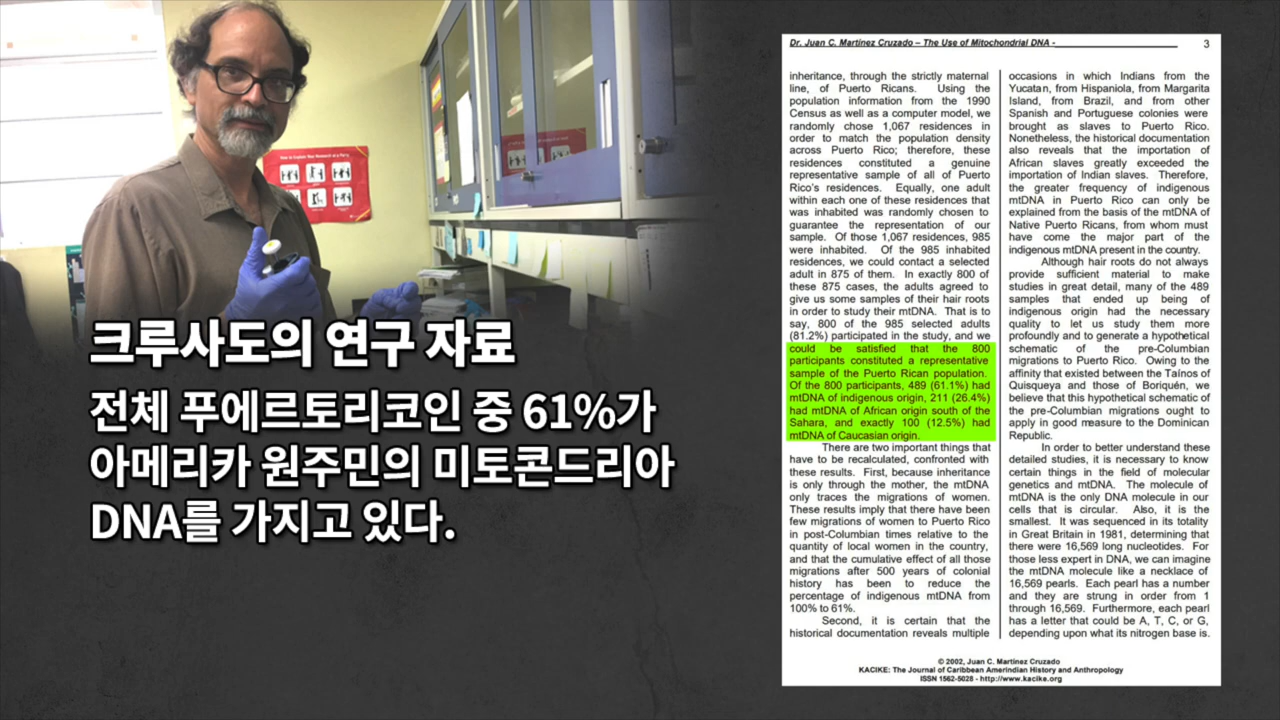 크루사도의 연구 자료
전체 푸에르토리코인 중 61%가
아메리카 원주민의 미토콘드리아
DNA를 가지고 있다.
Dr. Juan C. Martínez Cruzado – The Use of Mitochondrial DNA -
3
inheritance, through the strictly maternal
line, of Puerto Ricans. Using the
population information from the 1990
Census as well as a computer model, we
randomly chose 1,067 residences in
order to match the population density
across Puerto Rico; therefore, these
residences constituted a genuine
representative sample of all of Puerto
Rico's residences. Equally, one adult
within each one of these residences that
was inhabited was randomly chosen to
guarantee the representation of our
sample. Of those 1,067 residences, 985
were inhabited. Of the 985 inhabited
residences, we could contact a selected
adult in 875 of them. In exactly 800 of
these 875 cases, the adults agreed to
give us some samples of their hair roots
in order to study their mtDNA. That is to
say, 800 of the 985 selected adults
(81.2%) participated in the study, and we
could be satisfied that the 800
participants constituted a representative
sample of the Puerto Rican population.
Of the 800 participants, 489 (61.1%) had
mtDNA of indigenous origin, 211 (26.4%)
had mtDNA of African origin south of the
Sahara, and exactly 100 (12.5%) had
mtDNA of Caucasian origin.
There are two important things that
have to be recalculated, confronted with
these results. First, because inheritance
is only through the mother, the mtDNA
only traces the migrations of women.
These results imply that there have been
few migrations of women to Puerto Rico
in post-Columbian times relative to the
quantity of local women in the country,
and that the cumulative effect of all those
migrations after 500 years of colonial
history has been to reduce the
percentage of indigenous mtDNA from
100% to 61%.
Second, it is certain that the
historical documentation reveals multiple
occasions in which Indians from the
Yucatan, from Hispaniola, from Margarita
Island, from Brazil, and from other
Spanish and Portuguese colonies were
brought as slaves to Puerto Rico.
Nonetheless, the historical documentation
also reveals that the importation of
African slaves greatly exceeded the
importation of Indian slaves. Therefore,
the greater frequency of indigenous
mtDNA in Puerto Rico can only be
explained from the basis of the mtDNA of
Native Puerto Ricans, from whom must
have come the major part of the
indigenous mtDNA present in the country.
Although hair roots do not always
provide sufficient material to make
studies in great detail, many of the 489
samples that ended up being of
indigenous origin had the necessary
quality to let us study them more
profoundly and to generate a hypothetical
schematic of the pre-Columbian
migrations to Puerto Rico. Owing to the
affinity that existed between the Taínos of
Quisqueya and those of Boriquén, we
believe that this hypothetical schematic of
the pre-Columbian migrations ought to
apply in good measure to the Dominican
Republic.
In order to better understand these
detailed studies, it is necessary to know
certain things in the field of molecular
genetics and mtDNA. The molecule of
mtDNA is the only DNA molecule in our
cells that is circular. Also, it is the
smallest. It was sequenced in its totality
in Great Britain in 1981, determining that
there were 16,569 long nucleotides. For
those less expert in DNA, we can imagine
the mtDNA molecule like a necklace of
16,569 pearls. Each pearl has a number
and they are strung in order from 1
through 16,569. Furthermore, each pearl
has a letter that could be A, T, C, or G,
depending upon what its nitrogen base is.
© 2002, Juan C. Martínez Cruzado
KACIKE: The Journal of Caribbean Amerindian History and Anthropology
ISSN 1562-5028 - http://www.kacike.org